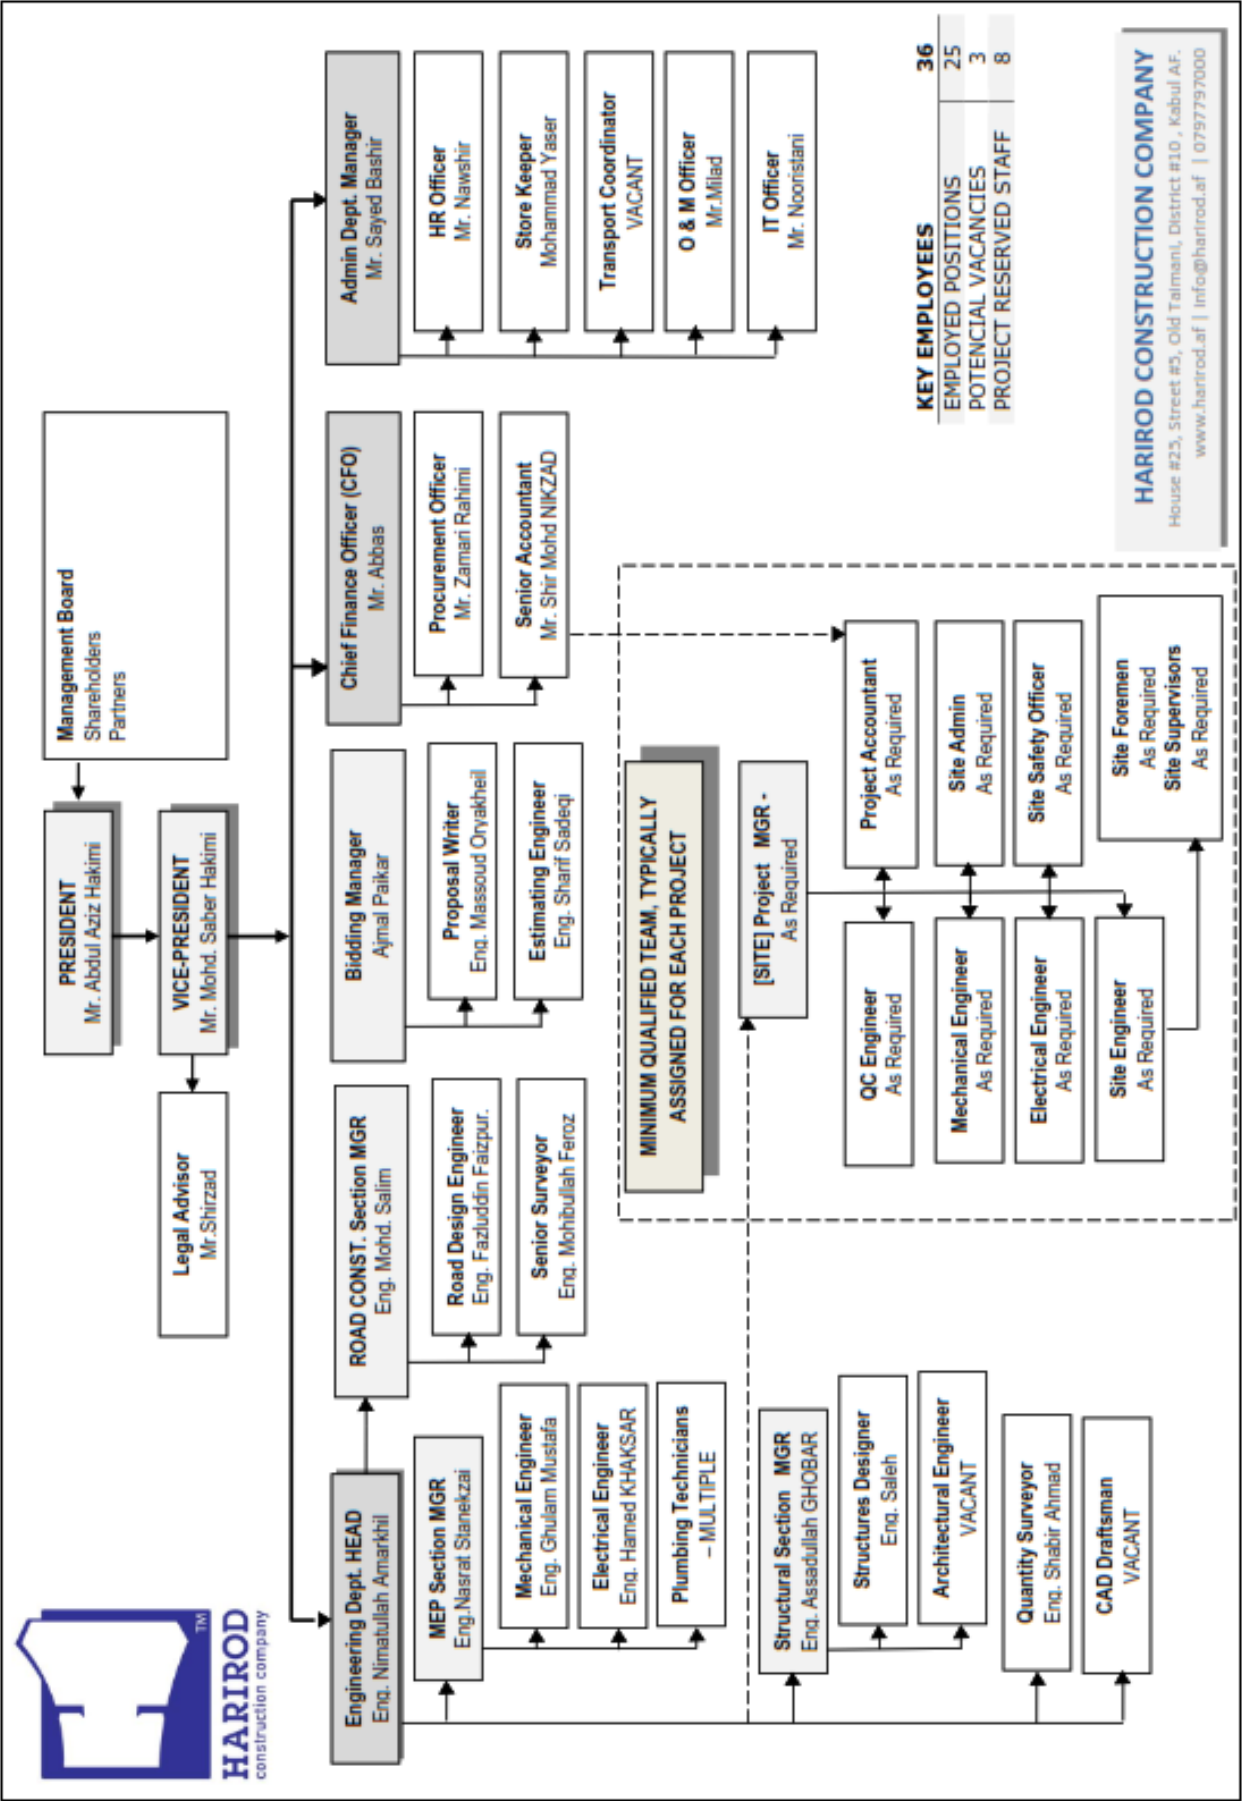 HARIROD
construction company
TM
PRESIDENT
Mr. Abdul Aziz Hakimi
Management Board
Shareholders
Partners
Legal Advisor
Mr.Shirzad
VICE-PRESIDENT
Mr. Mohd. Saber Hakimi
Engineering Dept. HEAD
Eng. Nimatullah Amarkhil
ROAD CONST. Section MGR
Eng. Mohd. Salim
Bidding Manager
Ajmal Paikar
Chief Finance Officer (CFO)
Mr. Abbas
Admin Dept. Manager
Mr. Sayed Bashir
MEP Section MGR
Eng.Nasrat Stanekzai
Mechanical Engineer
Eng. Ghulam Mustafa
Electrical Engineer
Eng. Hamed KHAKSAR
Plumbing Technicians
– MULTIPLE
Structural Section MGR
Eng. Assadullah GHOBAR
Structures Designer
Eng. Saleh
Architectural Engineer
VACANT
Quantity Surveyor
Eng. Shabir Ahmad
CAD Draftsman
VACANT
Road Design Engineer
Eng. Fazluddin Faizpur.
Senior Surveyor
Eng. Mohibullah Feroz
Proposal Writer
Eng. Massoud Oryakheil
Estimating Engineer
Eng. Sharif Sadeqi
Procurement Officer
Mr. Zamari Rahimi
Senior Accountant
Mr. Shir Mohd NIKZAD
HR Officer
Mr. Nawshir
Store Keeper
Mohammad Yaser
Transport Coordinator
VACANT
O & M Officer
Mr.Milad
IT Officer
Mr. Nooristani
MINIMUM QUALIFIED TEAM, TYPICALLY
ASSIGNED FOR EACH PROJECT
[SITE] Project MGR -
As Required
QC Engineer
As Required
Project Accountant
As Required
Mechanical Engineer
As Required
Site Admin
As Required
Electrical Engineer
As Required
Site Safety Officer
As Required
Site Engineer
As Required
Site Foremen
As Required
Site Supervisors
As Required
KEY EMPLOYEES 36
EMPLOYED POSITIONS 25
POTENCIAL VACANCIES 3
PROJECT RESERVED STAFF 8
HARIROD CONSTRUCTION COMPANY
House #25, Street #5, Old Taimani, District #10 , Kabul AF.
www.harirod.af | Info@harirod.af | 0797797000